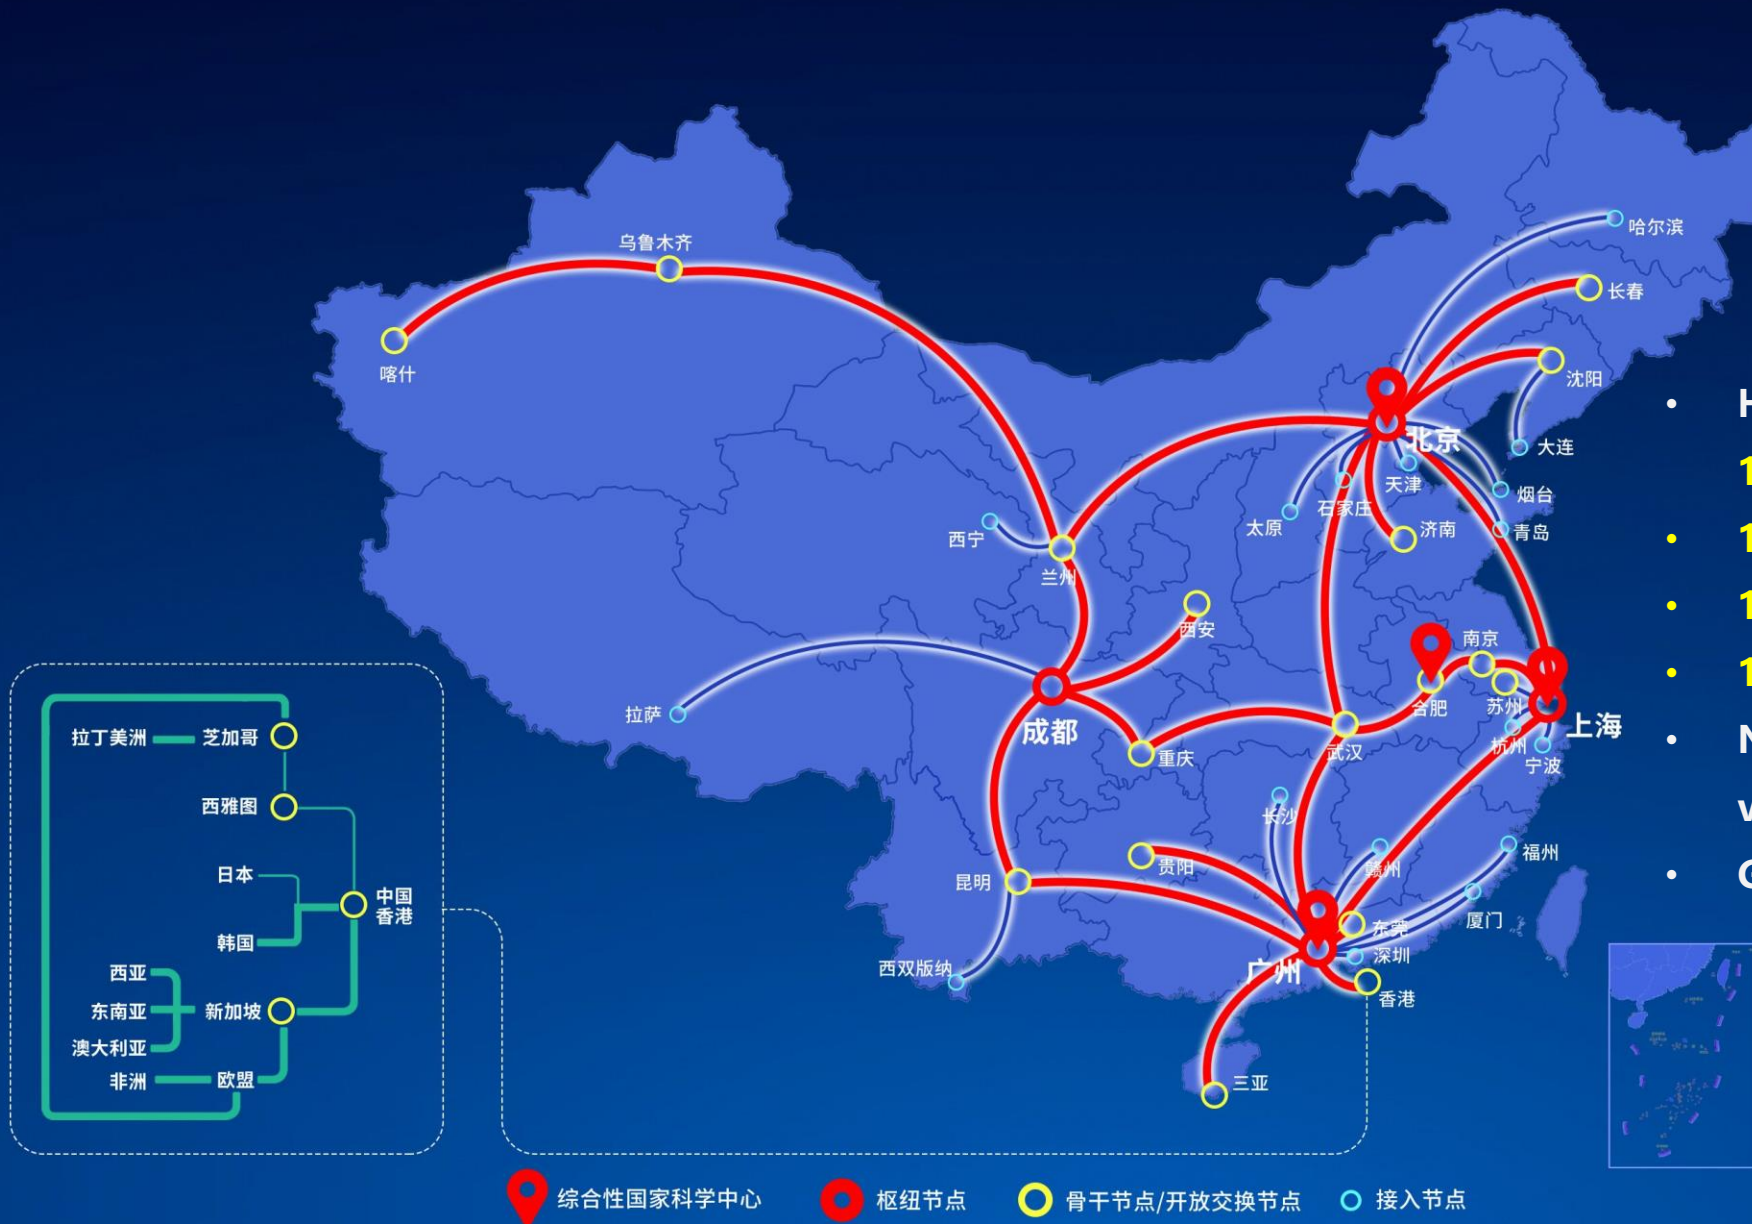 哈尔滨
乌鲁木齐
长春
喀什
沈阳
北京
大连
天津
烟台
石家庄
太原
济南
青岛
西宁
兰州
西安
南京
拉萨
成都
合肥
苏州
上海
重庆
武汉
杭州
宁波
长沙
贵阳
赣州
福州
昆明
东莞
厦门
西双版纳
广州
深圳
香港
三亚
拉丁美洲
芝加哥
西雅图
日本
中国
香港
韩国
西亚
东南亚
新加坡
澳大利亚
非洲
欧盟
• H
1
• 1
• 1
• 1
• N
• G
综合性国家科学中心
枢纽节点
骨干节点/开放交换节点
接入节点